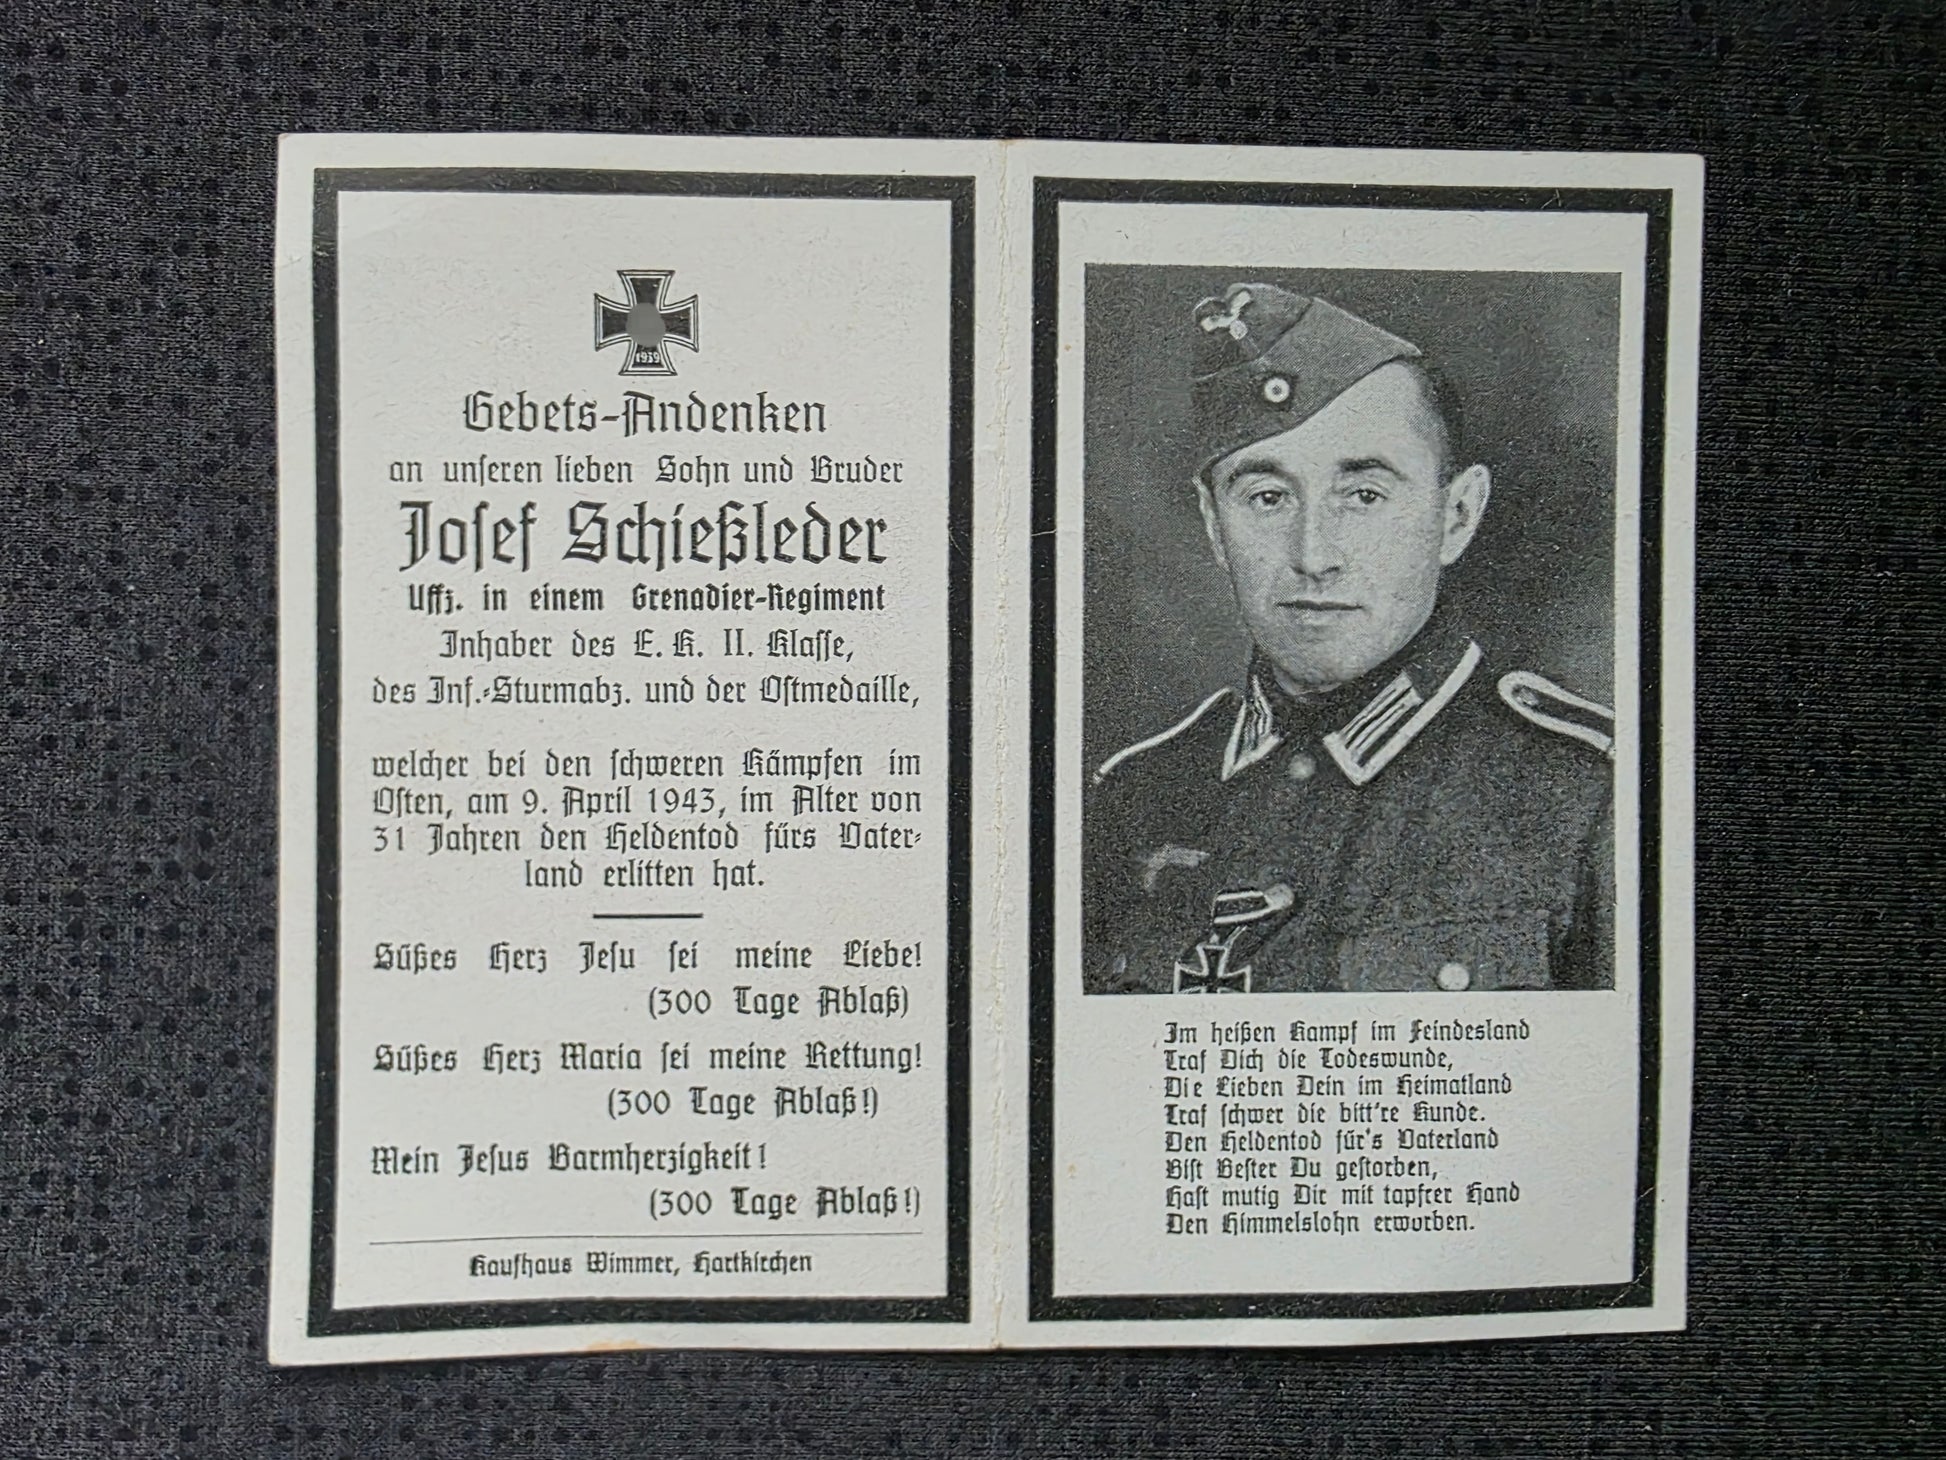 1939
Gebets-Andenken
an unseren lieben Sohn und Bruder
Josef Schießleder
Uffz. in einem Grenadier-Regiment
Inhaber des E. K. II. Klasse,
des Inf.-Sturmabz. und der Ostmedaille,
welcher bei den schweren Kämpfen im
Osten, am 9. April 1943, im Alter von
31 Jahren den Heldentod fürs Vater-
land erlitten hat.
Süßes Herz Jesu sei meine Liebe!
(300 Tage Ablaß)
Süßes Herz Maria sei meine Rettung!
(300 Tage Ablaß!)
Mein Jesus Barmherzigkeit!
(300 Tage Ablaß!)
Kaufhaus Wimmer, Hartkirchen
Im heißen Kampf im Feindesland
Traf Dich die Todeswunde,
Die Lieben Dein im Heimatland
Traf schwer die bitt're Kunde.
Den Heldentod für's Vaterland
Bist Bester Du gestorben,
Hast mutig Dir mit tapfrer Hand
Den Himmelslohn erworben.